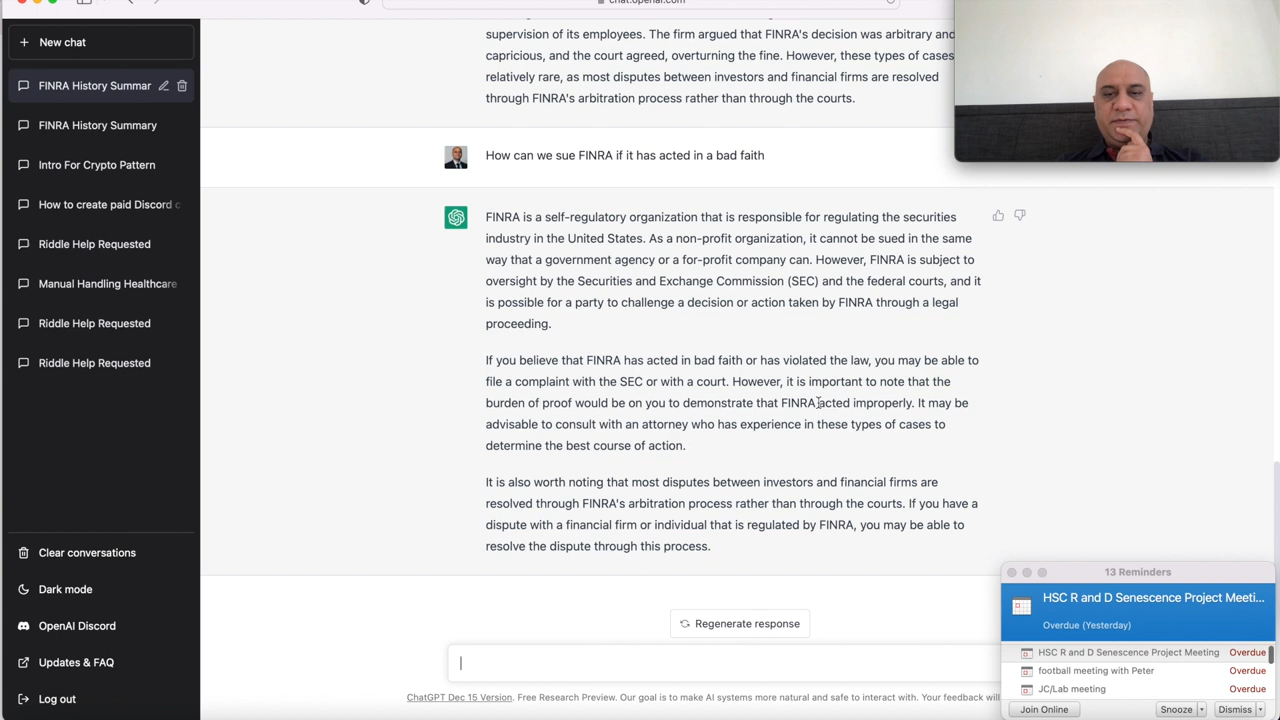 chat.openai.com
New chat
FINRA History Summar
FINRA History Summary
Intro For Crypto Pattern
How to create paid Discord c
Riddle Help Requested
Manual Handling Healthcare
Riddle Help Requested
Riddle Help Requested
Clear conversations
Dark mode
OpenAI Discord
Updates & FAQ
Log out
supervision of its employees. The firm argued that FINRA's decision was arbitrary and
capricious, and the court agreed, overturning the fine. However, these types of cases
relatively rare, as most disputes between investors and financial firms are resolved
through FINRA's arbitration process rather than through the courts.
How can we sue FINRA if it has acted in a bad faith
FINRA is a self-regulatory organization that is responsible for regulating the securities
industry in the United States. As a non-profit organization, it cannot be sued in the same
way that a government agency or a for-profit company can. However, FINRA is subject to
oversight by the Securities and Exchange Commission (SEC) and the federal courts, and it
is possible for a party to challenge a decision or action taken by FINRA through a legal
proceeding.
If you believe that FINRA has acted in bad faith or has violated the law, you may be able to
file a complaint with the SEC or with a court. However, it is important to note that the
burden of proof would be on you to demonstrate that FINRA acted improperly. It may be
advisable to consult with an attorney who has experience in these types of cases to
determine the best course of action.
It is also worth noting that most disputes between investors and financial firms are
resolved through FINRA's arbitration process rather than through the courts. If you have a
dispute with a financial firm or individual that is regulated by FINRA, you may be able to
resolve the dispute through this process.
Regenerate response
ChatGPT Dec 15 Version. Free Research Preview. Our goal is to make AI systems more natural and safe to interact with. Your feedback will
13 Reminders
HSC R and D Senescence Project Meeti...
Overdue (Yesterday)
HSC R and D Senescence Project Meeting Overdue
football meeting with Peter Overdue
JC/Lab meeting Overdue
Join Online Snooze Dismiss